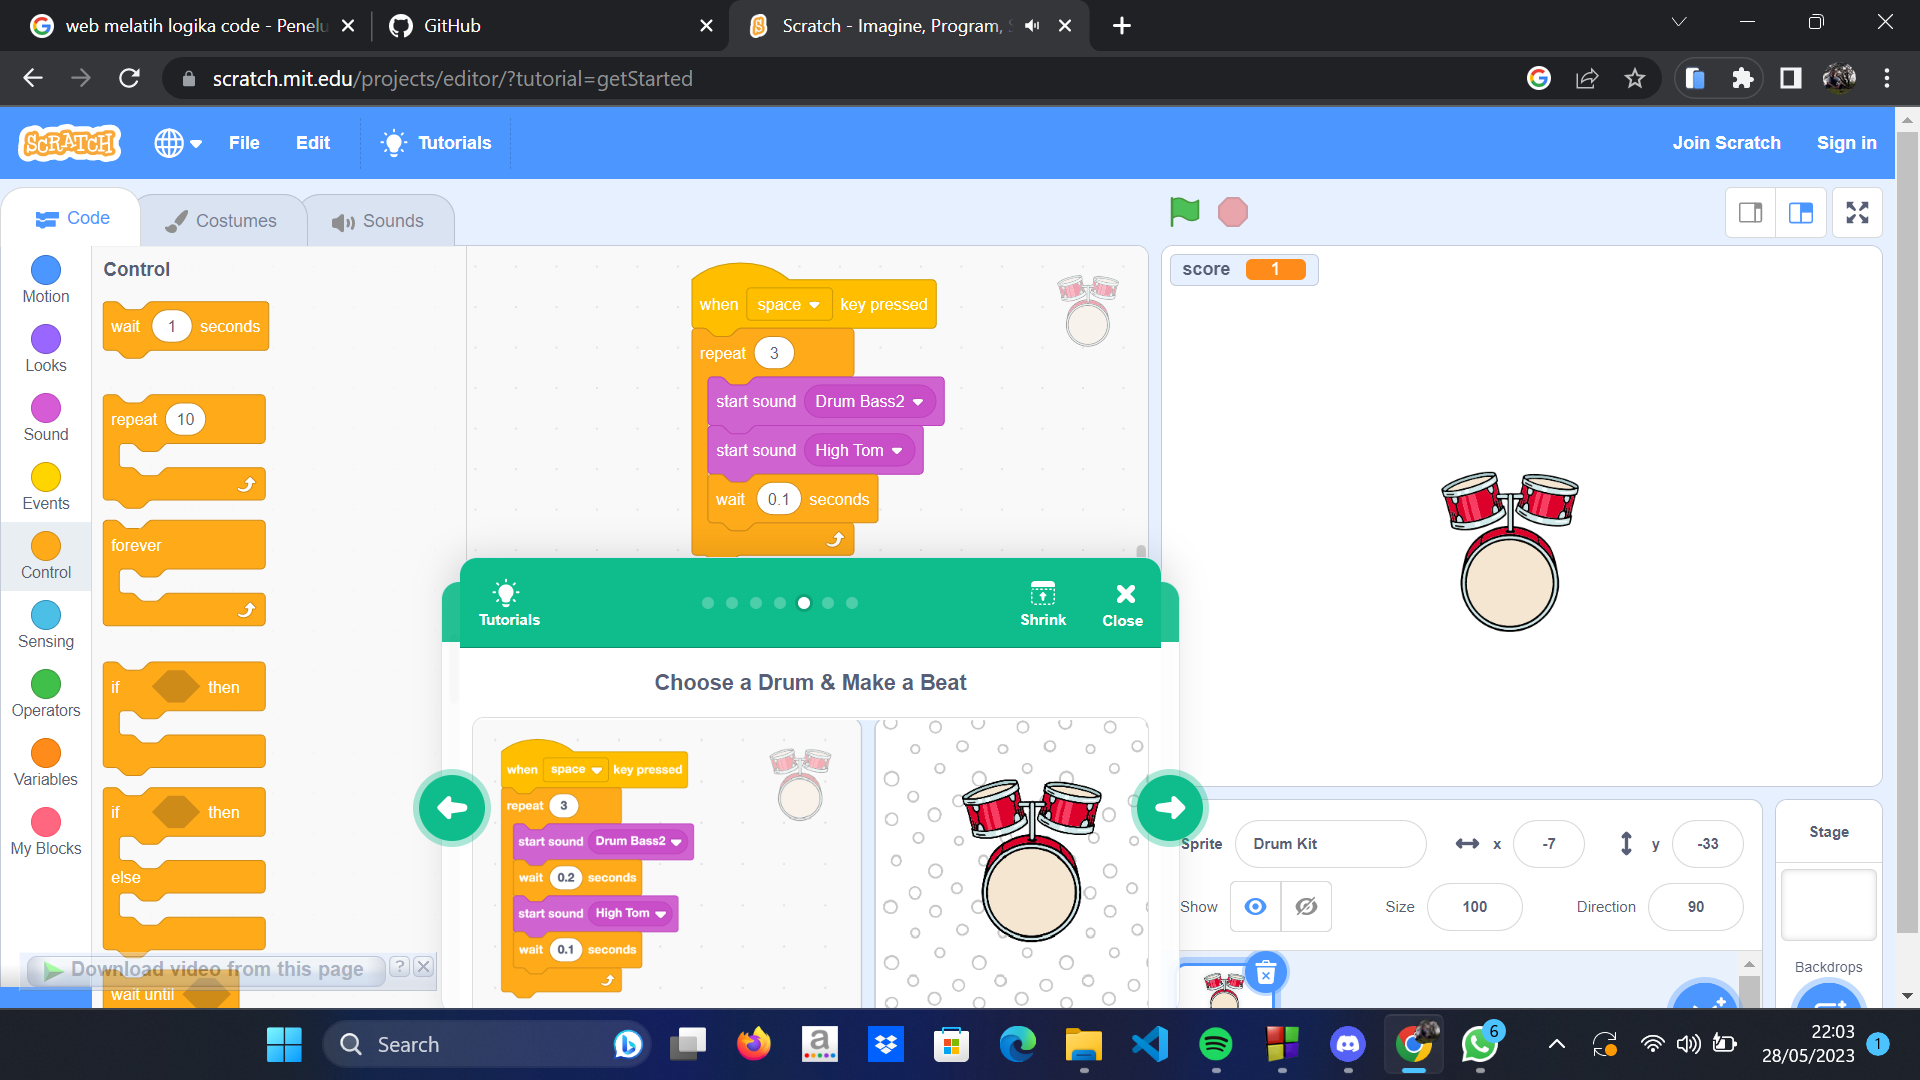 web melatih logika code - Penelu
GitHub
Scratch - Imagine, Program,
scratch.mit.edu/projects/editor/?tutorial=getStarted
SCRATCH
File
Edit
Tutorials
Join Scratch
Sign in
Code
Costumes
Sounds
Motion
Looks
Sound
Events
Control
Sensing
Operators
Variables
My Blocks
Control
wait 1 seconds
repeat 10
forever
if then
if then
else
wait until
Download video from this page ?
when space key pressed
repeat 3
start sound Drum Bass2
start sound High Tom
wait 0.1 seconds
Tutorials
Shrink
Close
Choose a Drum & Make a Beat
when space key pressed
repeat 3
start sound Drum Bass2
wait 0.2 seconds
start sound High Tom
wait 0.1 seconds
score 1
Sprite Drum Kit x -7 y -33
Show Size 100 Direction 90
Stage
Backdrops
Search
a
6
22:03
28/05/2023
1